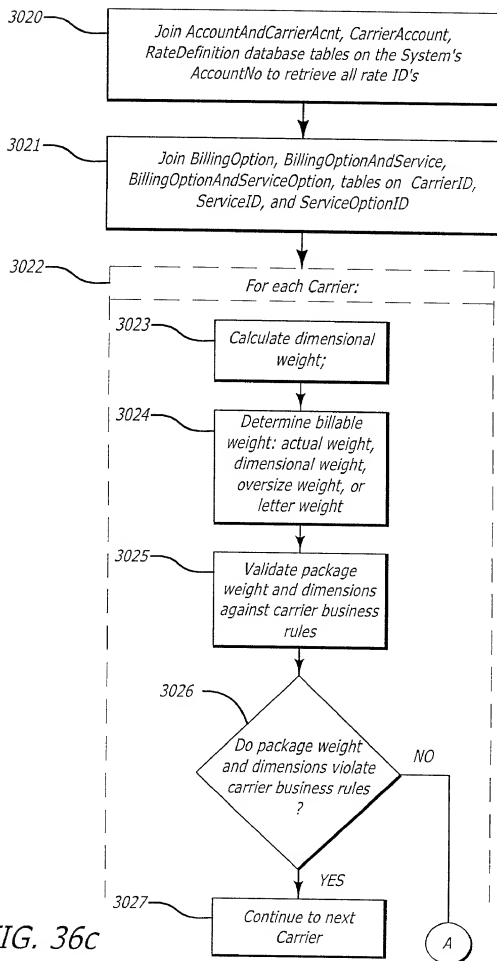 3020
Join AccountAndCarrierAcnt, CarrierAccount,
RateDefinition database tables on the System's
AccountNo to retrieve all rate ID's
3021
Join BillingOption, BillingOptionAndService,
BillingOptionAndServiceOption, tables on CarrierID,
ServiceID, and ServiceOptionID
3022
For each Carrier:
3023
Calculate dimensional
weight;
3024
Determine billable
weight: actual weight,
dimensional weight,
oversize weight, or
letter weight
3025
Validate package
weight and dimensions
against carrier business
rules
3026
Do package weight
and dimensions violate
carrier business rules
?
NO
YES
3027
Continue to next
Carrier
A
IG. 36c